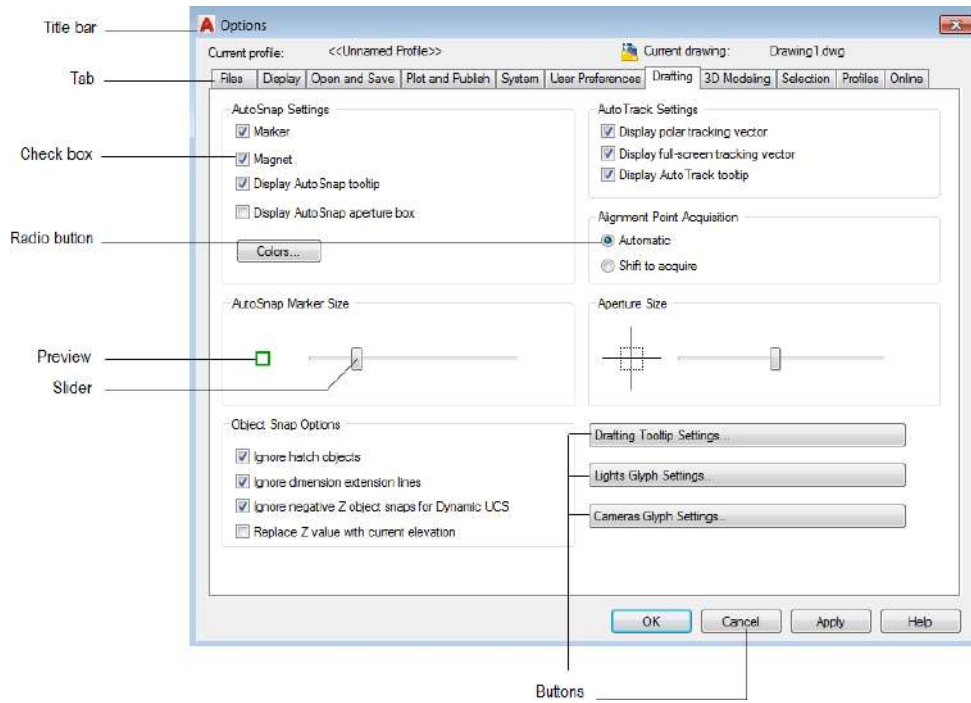 Title bar
Options
Current profile: <<Unnamed Profile>> Current drawing: Drawing1.dwg
Tab
Files Display Open and Save Plot and Publish System User Preferences Drafting 3D Modeling Selection Profiles Online
AutoSnap Settings
Marker
Check box
Magnet
Display AutoSnap tooltip
Display AutoSnap aperture box
Radio button
Colors...
AutoTrack Settings
Display polar tracking vector
Display full-screen tracking vector
Display AutoTrack tooltip
Alignment Point Acquisition
Automatic
Shift to acquire
AutoSnap Marker Size
Preview
Slider
Aperture Size
Object Snap Options
Ignore hatch objects
Ignore dimension extension lines
Ignore negative Z object snaps for Dynamic UCS
Replace Z value with current elevation
Drafting Tooltip Settings...
Lights Glyph Settings...
Cameras Glyph Settings...
OK Cancel Apply Help
Buttons